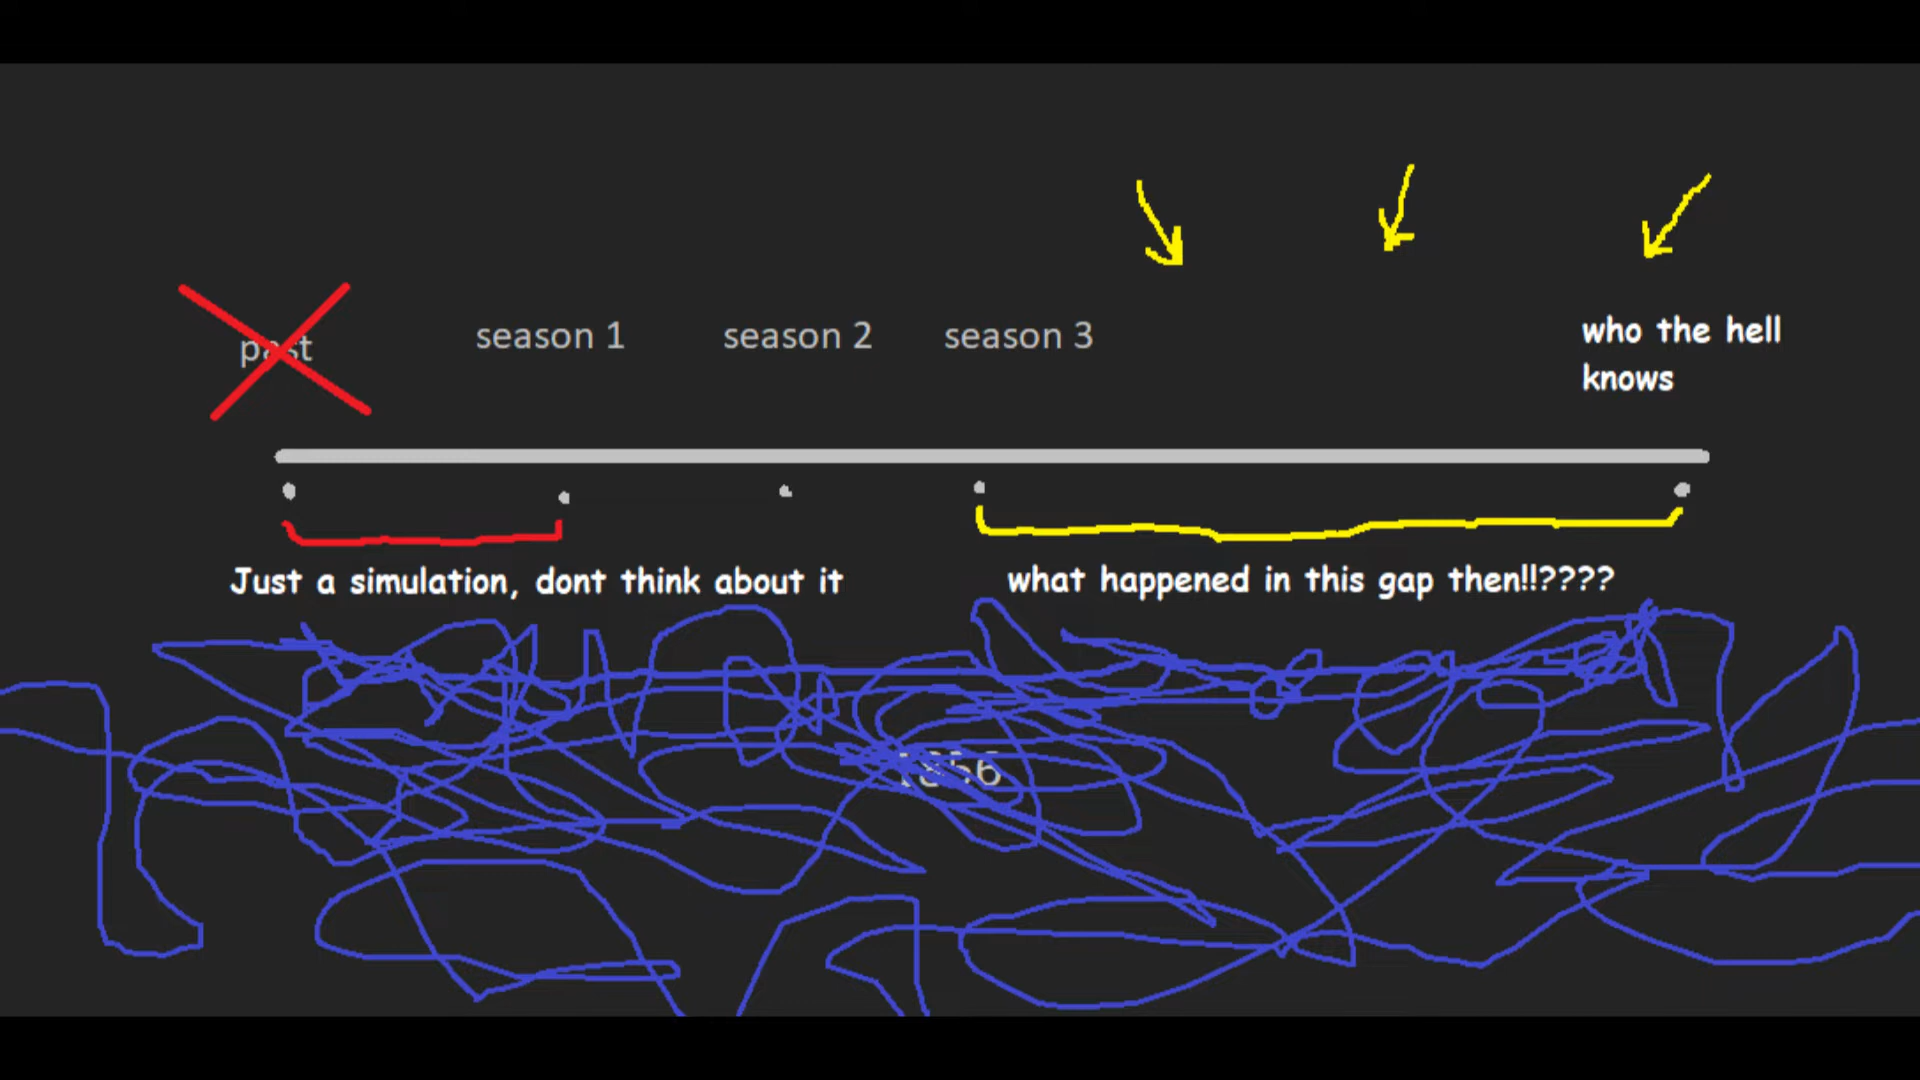 past
season 1
season 2
season 3
who the hell
knows
Just a simulation, dont think about it
what happened in this gap then!!????